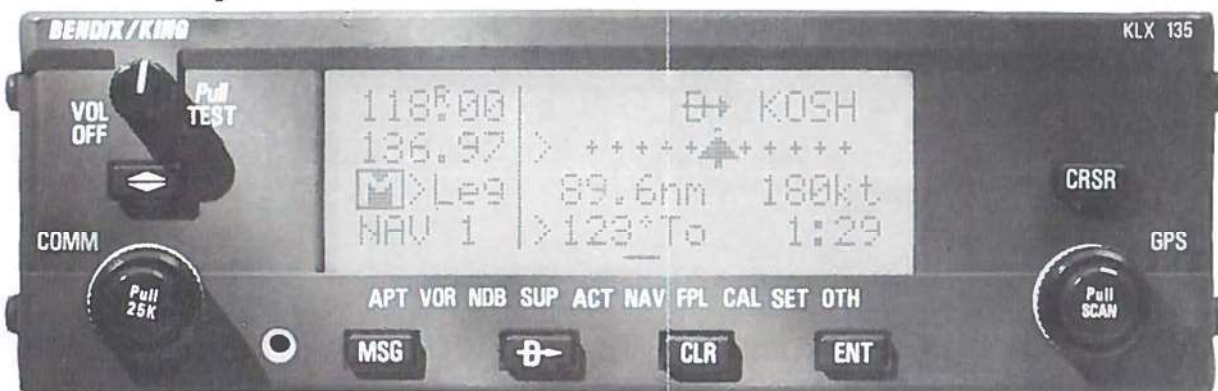 BENDIX/KING
KLX 135
VOL
OFF
Pull
TEST
118R.00
136.97
M >Leg
NAV 1
KOSH
>
89.6nm 180kt
>123°To 1:29
CRSR
COMM
GPS
Pull
25K
Pull
SCAN
APT VOR NDB SUP ACT NAV FPL CAL SET OTH
MSG
D
CLR
ENT